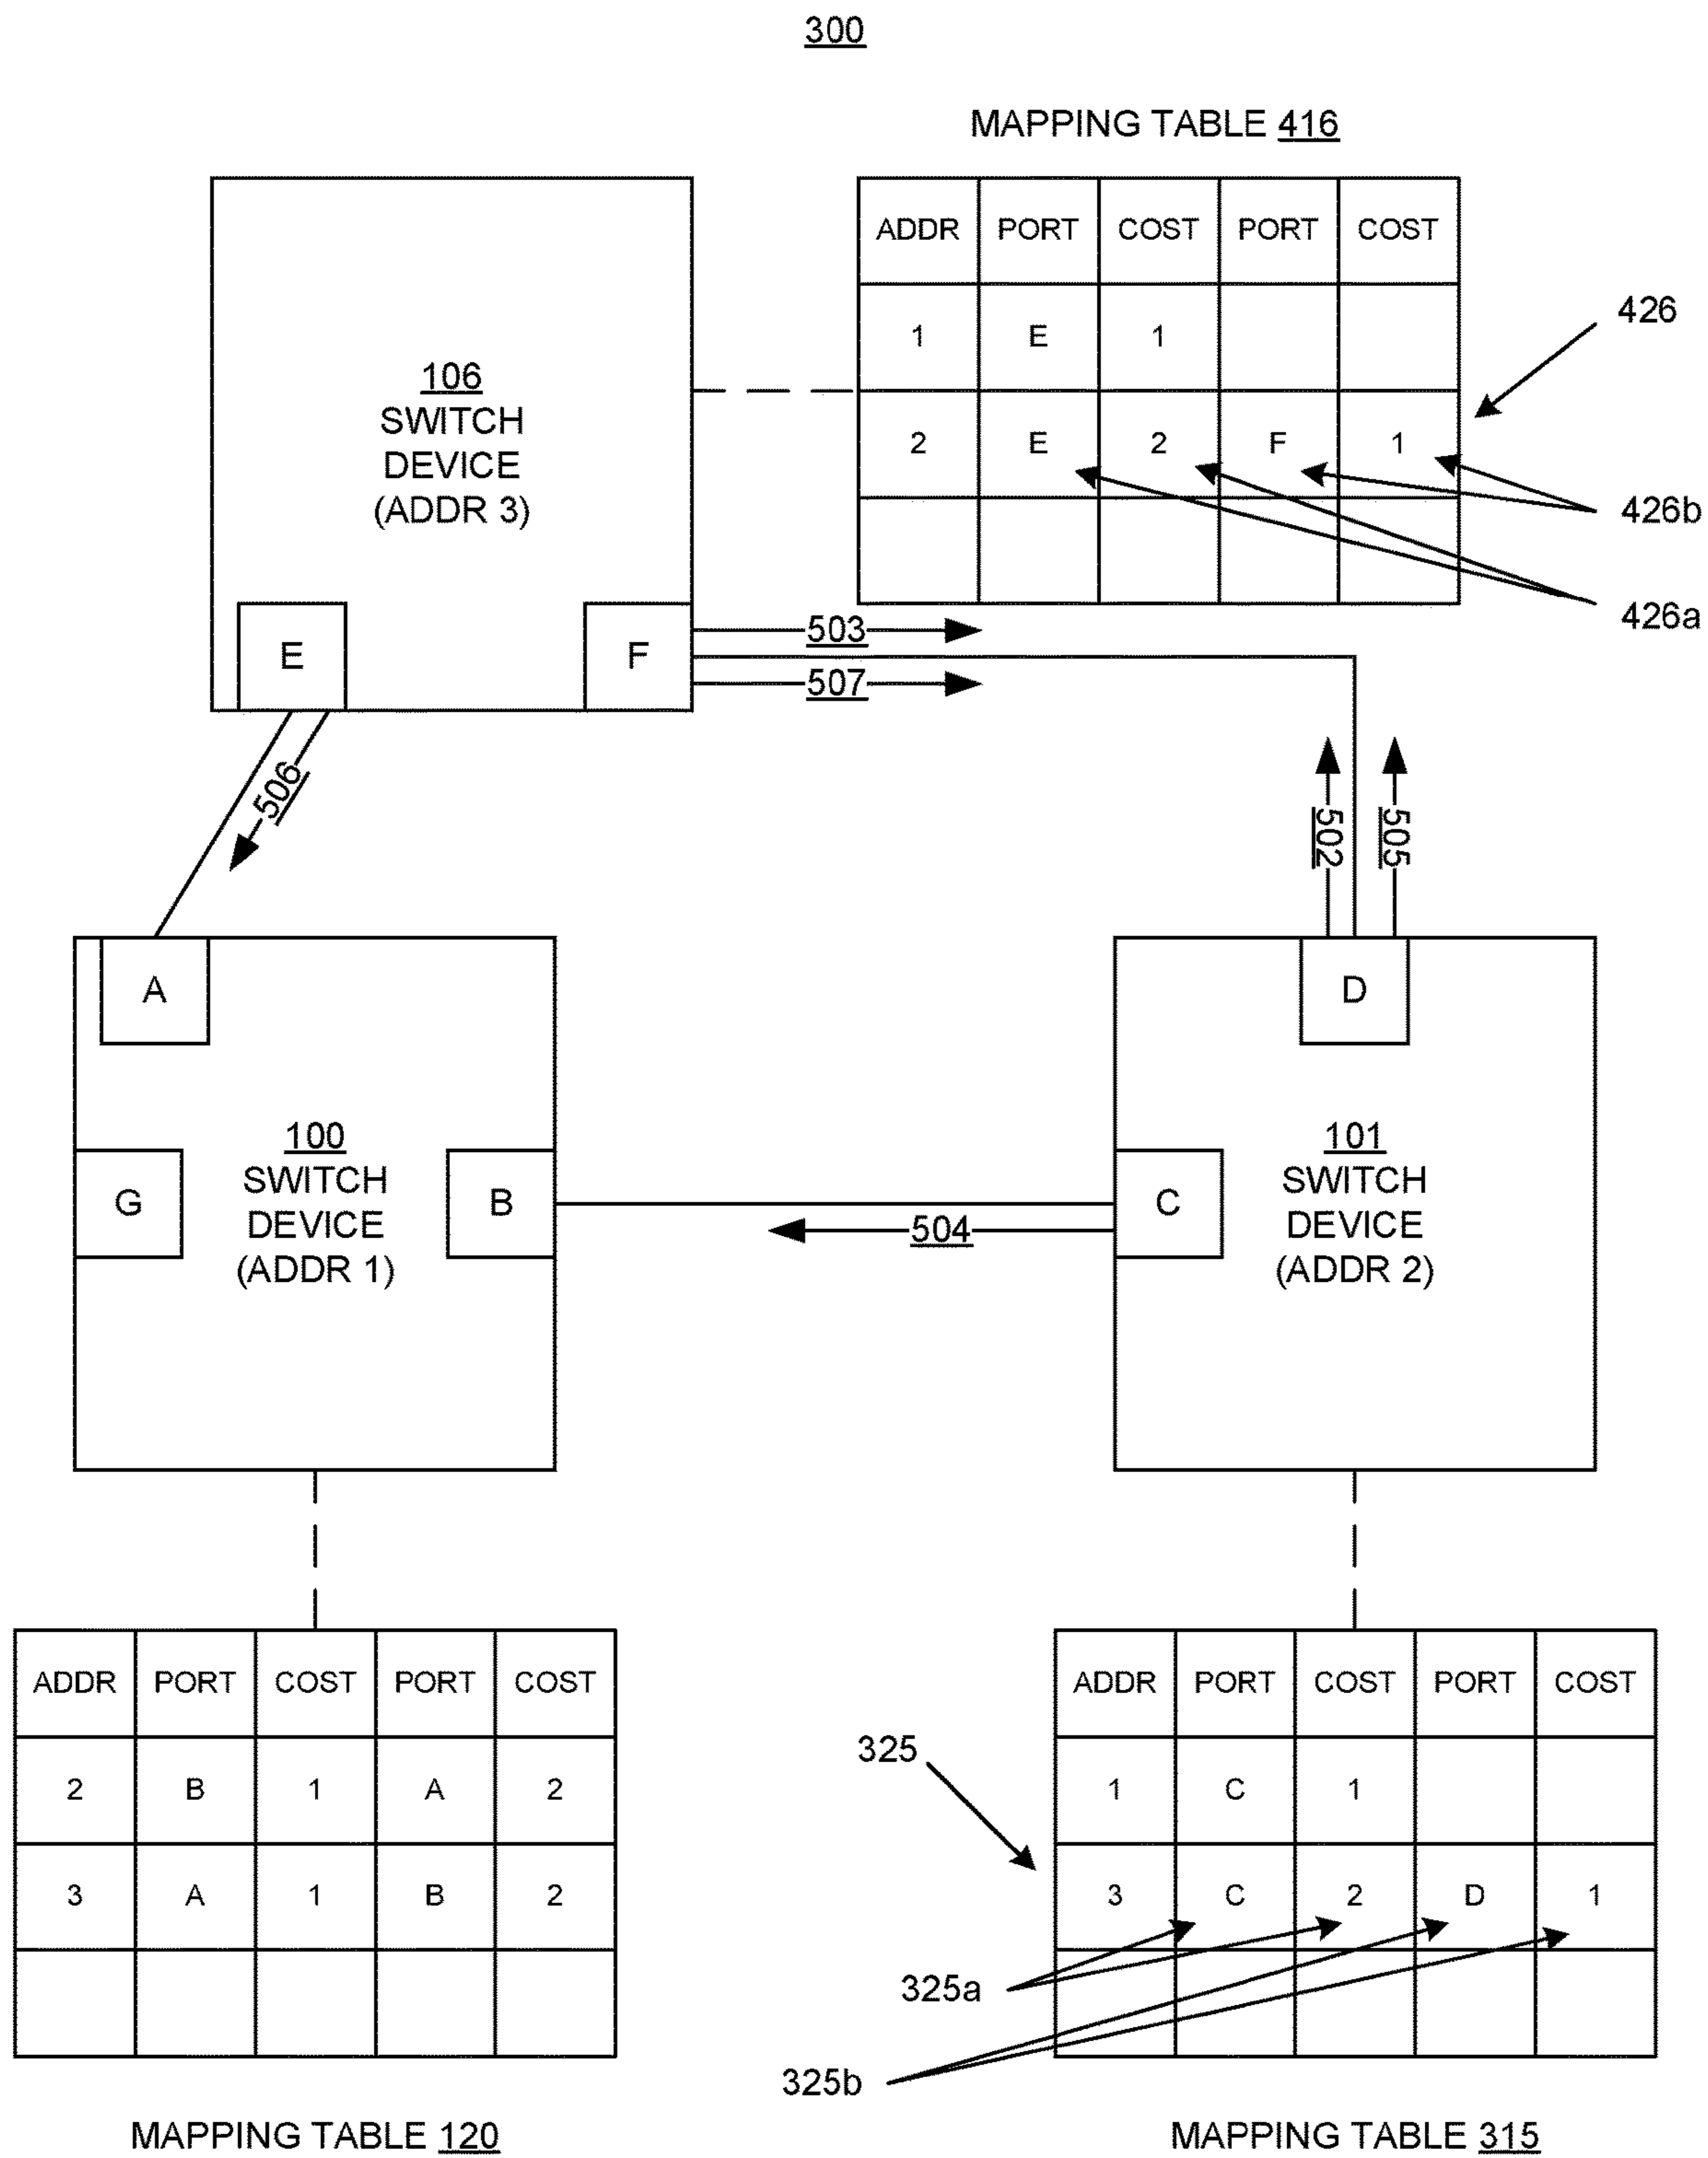 300
MAPPING TABLE 416
ADDR PORT COST PORT COST
1 E 1
2 E 2 F 1
426
426b
426a
106
SWITCH
DEVICE
(ADDR 3)
E
F
503
507
506
502
505
A
D
100
SWITCH
DEVICE
(ADDR 1)
G
B
504
C
101
SWITCH
DEVICE
(ADDR 2)
ADDR PORT COST PORT COST
2 B 1 A 2
3 A 1 B 2
MAPPING TABLE 120
325
ADDR PORT COST PORT COST
1 C 1
3 C 2 D 1
325a
325b
MAPPING TABLE 315